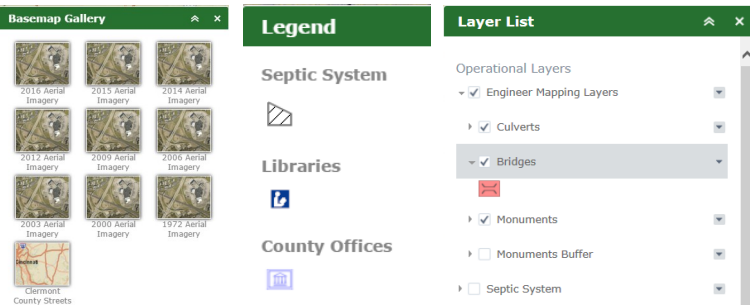 Basemap Gallery
2016 Aerial Imagery
2015 Aerial Imagery
2014 Aerial Imagery
2012 Aerial Imagery
2009 Aerial Imagery
2006 Aerial Imagery
2003 Aerial Imagery
2000 Aerial Imagery
1972 Aerial Imagery
Cincinnati
Clermont
County Streets
Legend
Septic System
Libraries
County Offices
Layer List
Operational Layers
Engineer Mapping Layers
Culverts
Bridges
Monuments
Monuments Buffer
Septic System